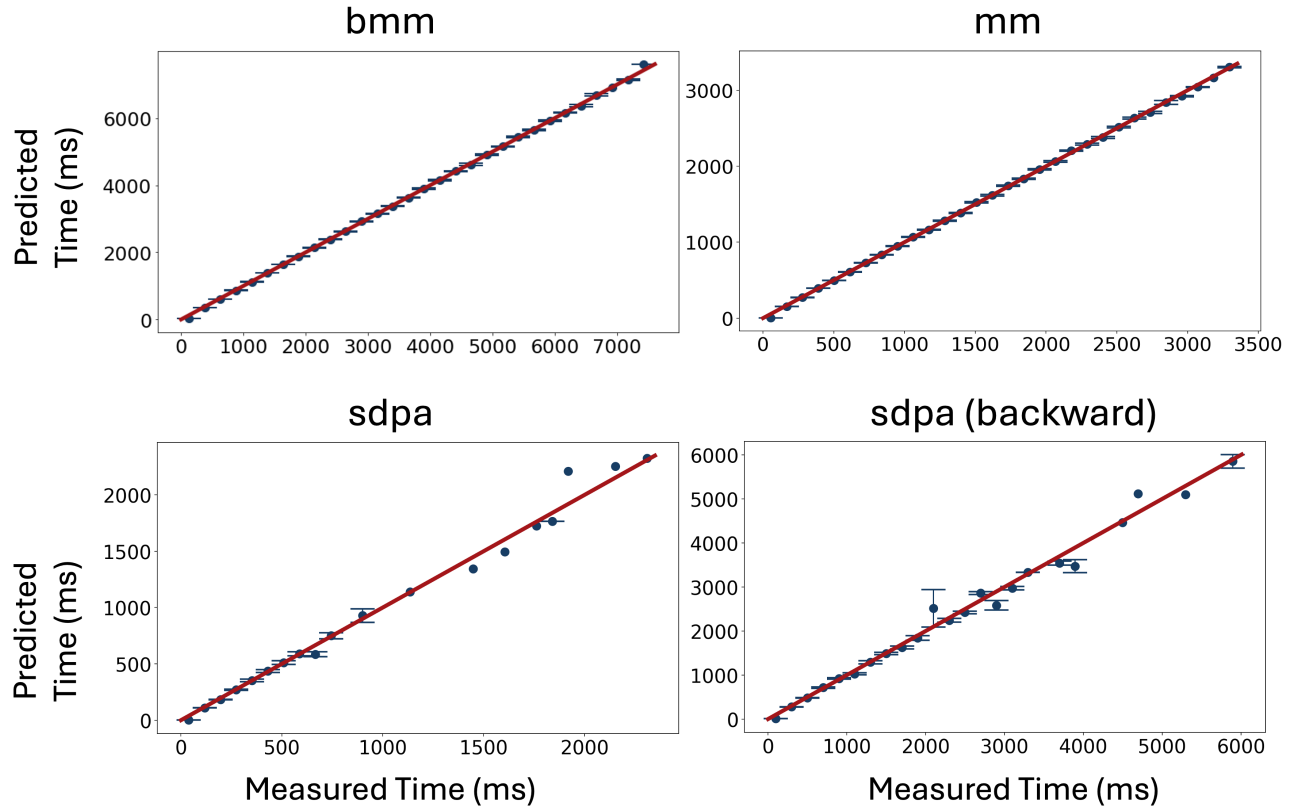 bmm
mm
Predicted
Time (ms)
6000
4000
2000
0
0 1000 2000 3000 4000 5000 6000 7000
3000
2000
1000
0
0 500 1000 1500 2000 2500 3000 3500
sdpa
sdpa (backward)
Predicted
Time (ms)
2000
1500
1000
500
0
0 500 1000 1500 2000
6000
5000
4000
3000
2000
1000
0
0 1000 2000 3000 4000 5000 6000
Measured Time (ms)
Measured Time (ms)